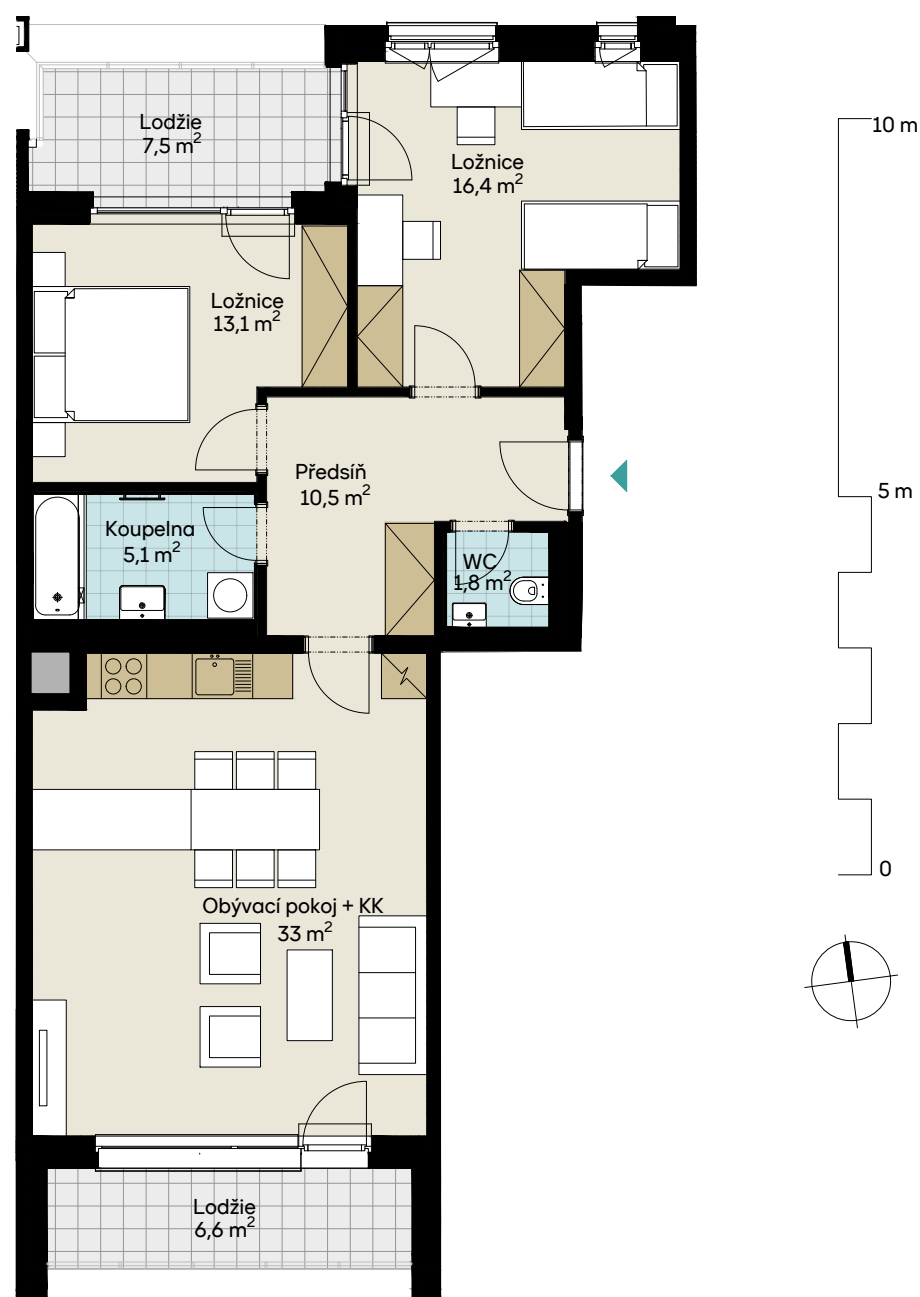 Lodžie
7,5 m²
Ložnice
16,4 m²
10 m
Ložnice
13,1 m²
Předsíň
10,5 m²
5 m
Koupelna
5,1 m²
WC
1,8 m²
0
Obývací pokoj + KK
33 m²
Lodžie
6,6 m²